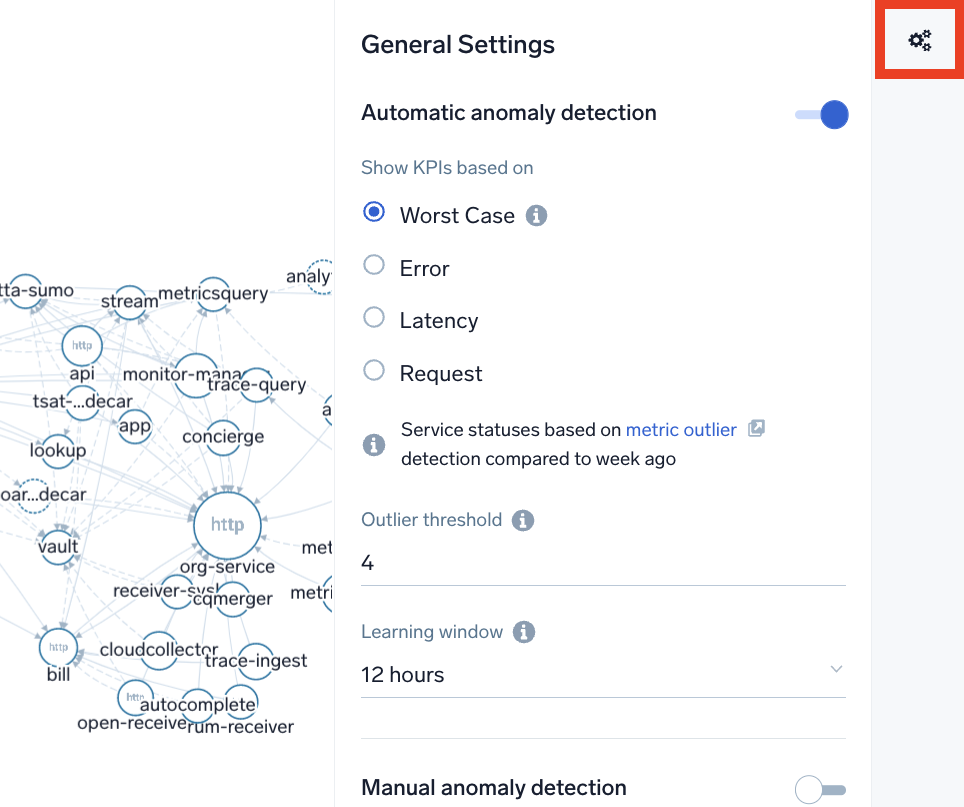 General Settings
Automatic anomaly detection
Show KPIs based on
Worst Case
Error
Latency
Request
Service statuses based on metric outlier
detection compared to week ago
Outlier threshold
4
Learning window
12 hours
Manual anomaly detection
tta-sumo
stream
metricsquery
analy
http
api
monitor-mana
trace-query
tsat-...decar
app
a
concierge
lookup
oar...decar
http
vault
org-service
met
receiver-sys
cqmerger
metri
http
bill
cloudcollector
trace-ingest
http
autocomplete
open-receiver
rum-receiver